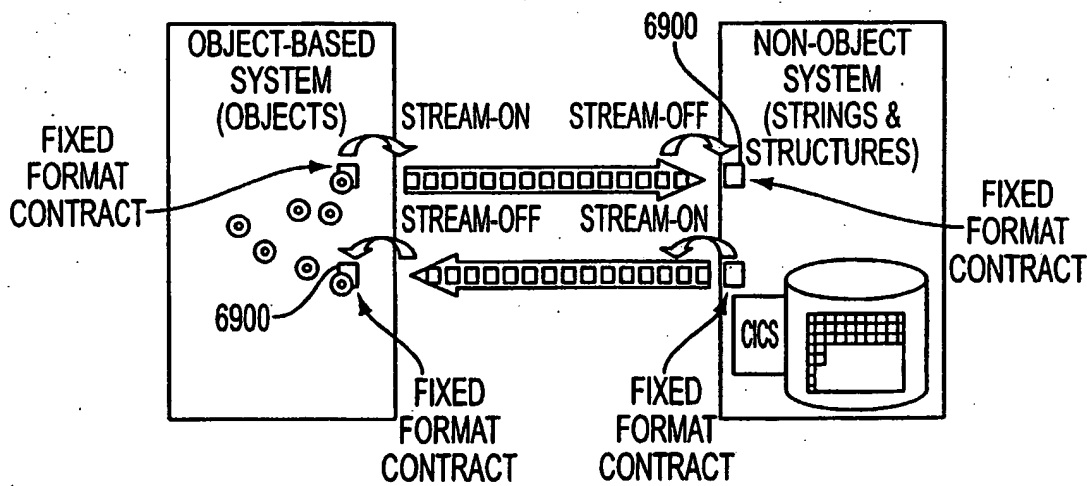 6900
6900
OBJECT-BASED
SYSTEM
(OBJECTS)
NON-OBJECT
SYSTEM
(STRINGS &
STRUCTURES)
STREAM-ON
STREAM-OFF
FIXED
FORMAT
CONTRACT
FIXED
FORMAT
CONTRACT
STREAM-OFF
STREAM-ON
CICS
FIXED
FORMAT
CONTRACT
FIXED
FORMAT
CONTRACT